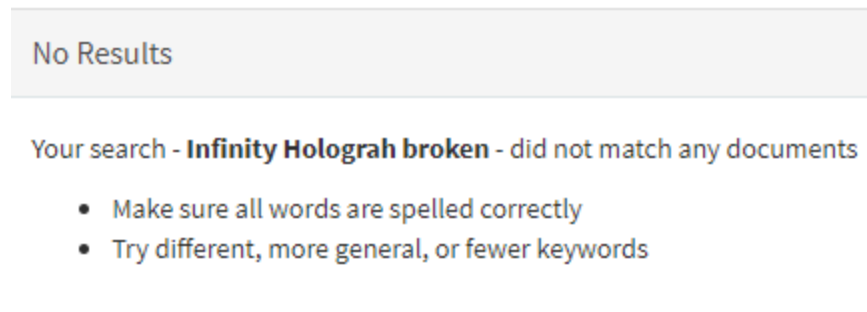 No Results
Your search - Infinity Holograh broken - did not match any documents
Make sure all words are spelled correctly
Try different, more general, or fewer keywords